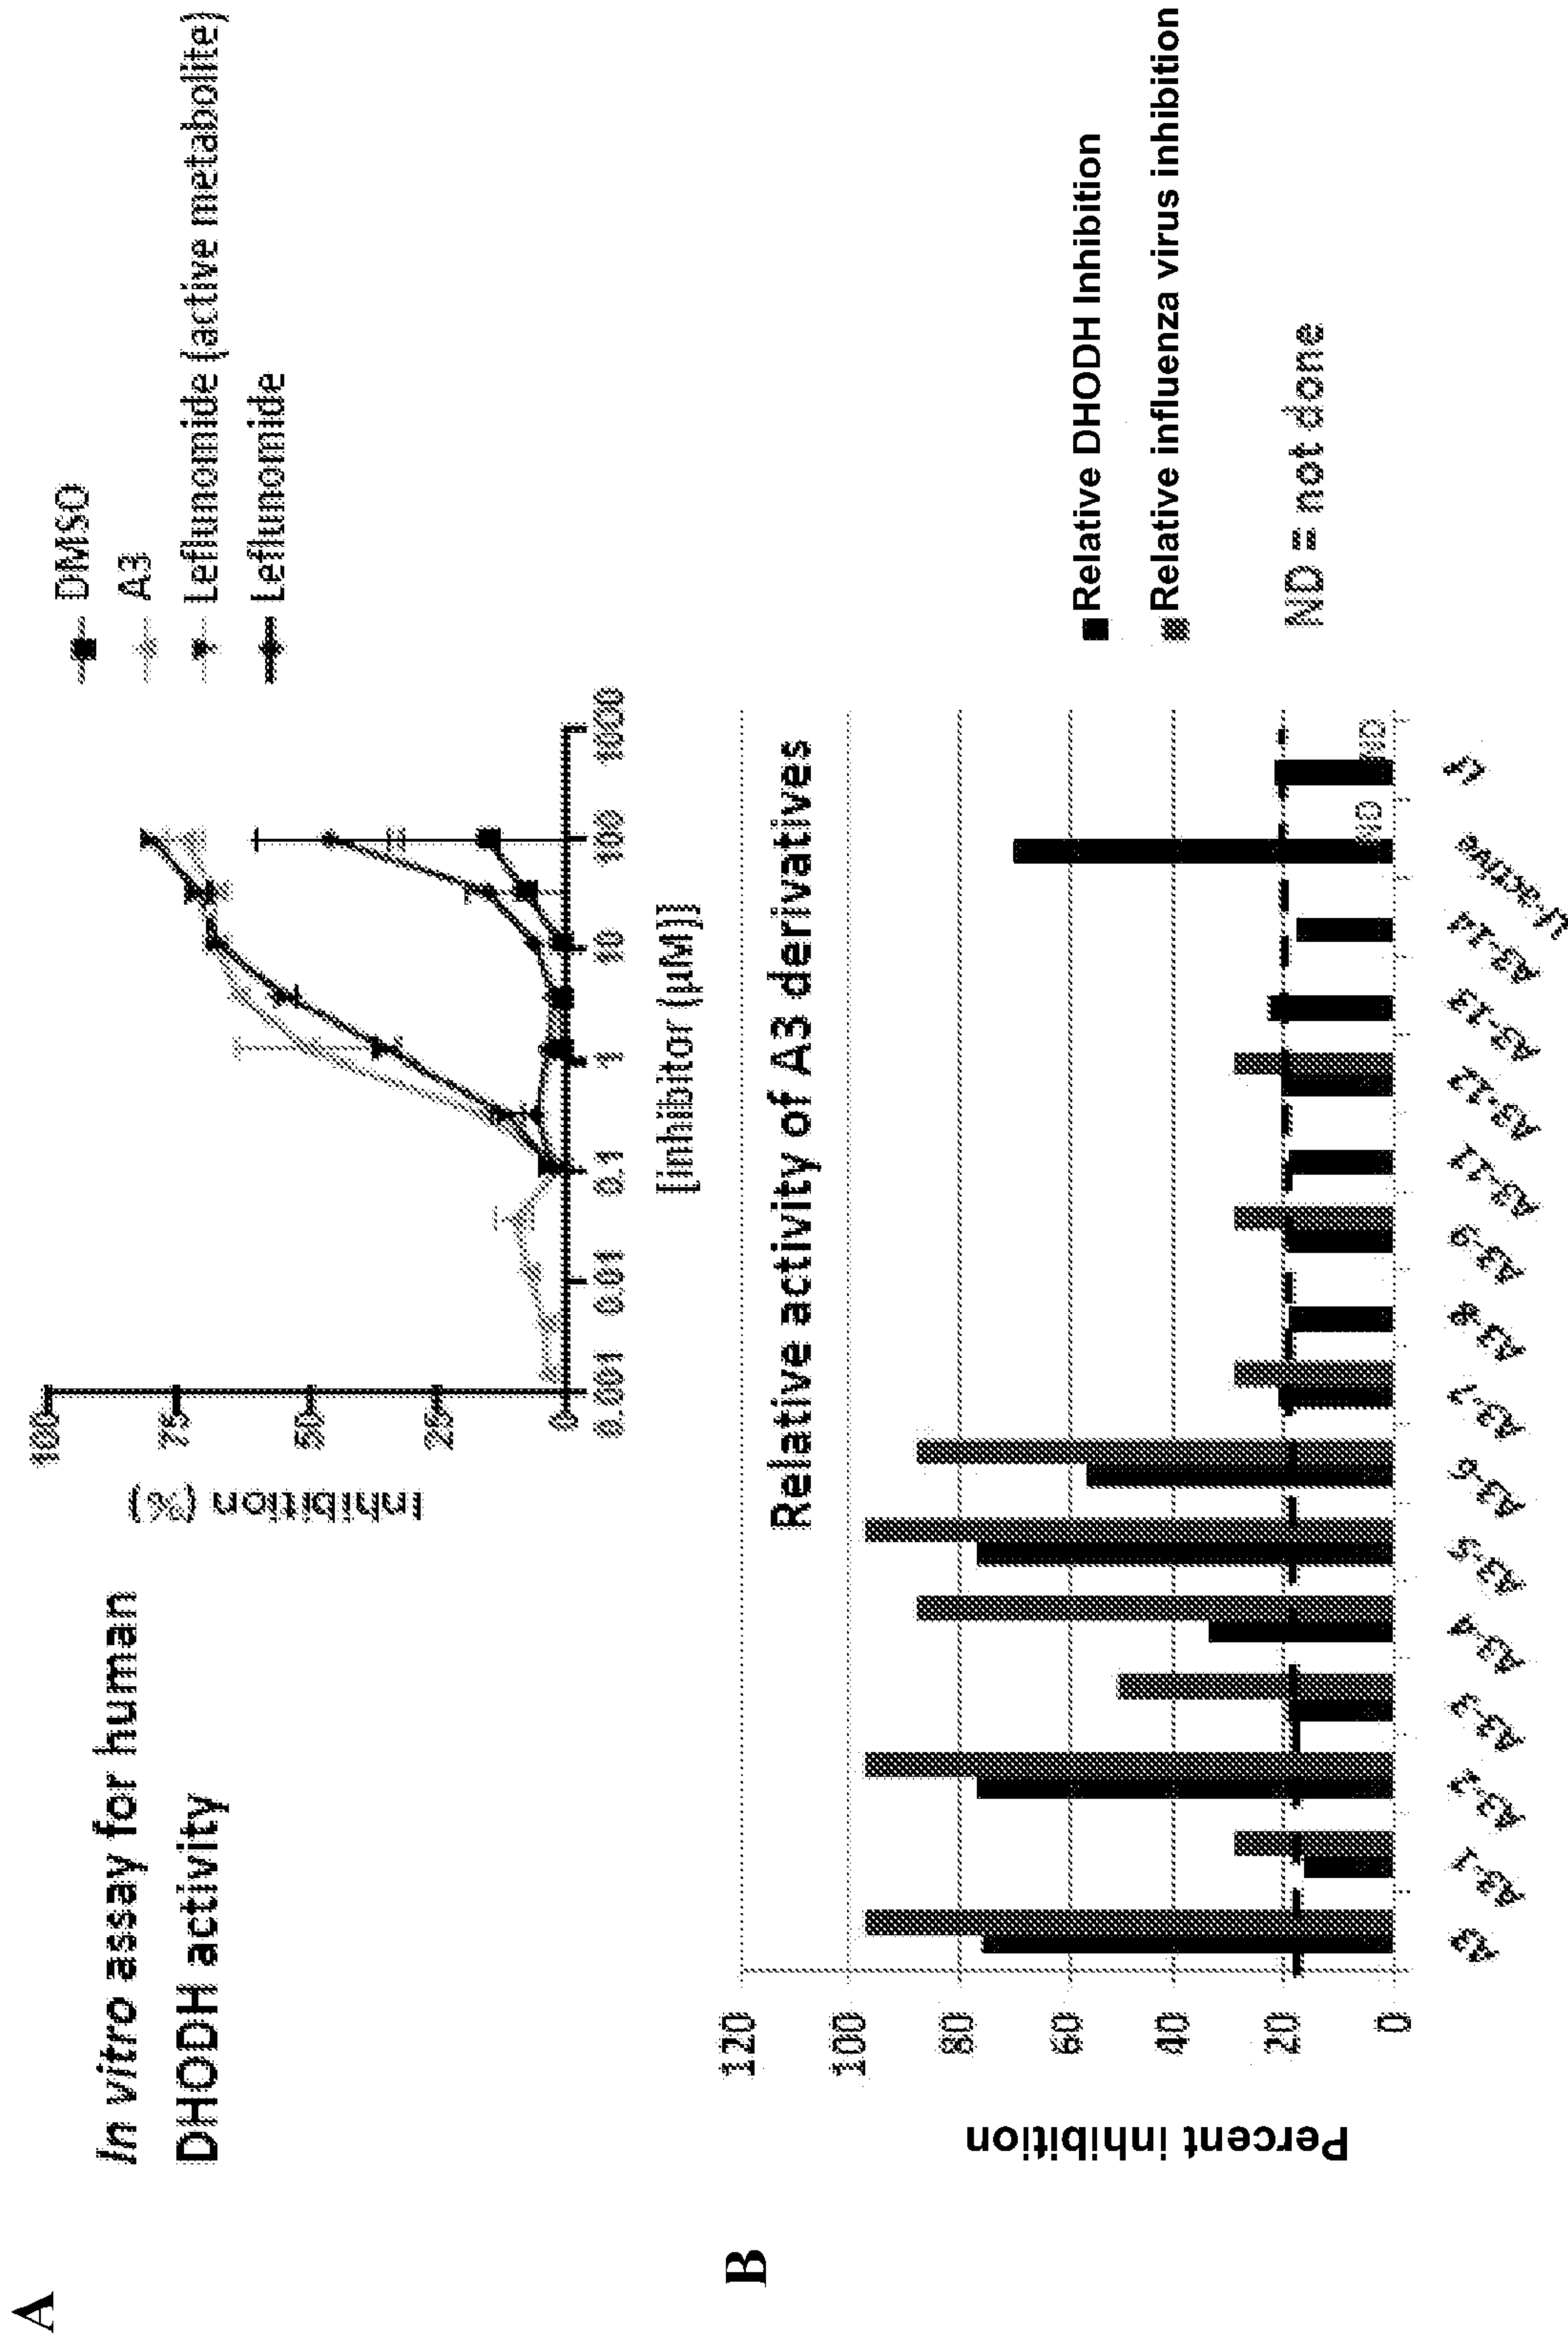 A
In vitro assay for human
DHODH activity
Inhibition (%)
100
75
50
25
0
0.001
0.01
0.1
1
10
100
1000
[inhibitor (µM)]
DMSO
A3
Leflunomide (active metabolite)
Leflunomide
B
Relative activity of A3 derivatives
Percent inhibition
120
100
80
60
40
20
0
ND
ND
A3
A3-1
A3-2
A3-3
A3-4
A3-5
A3-6
A3-7
A3-8
A3-9
A3-11
A3-12
A3-13
A3-14
Lf-active
Lf
Relative DHODH Inhibition
Relative influenza virus inhibition
ND = not done